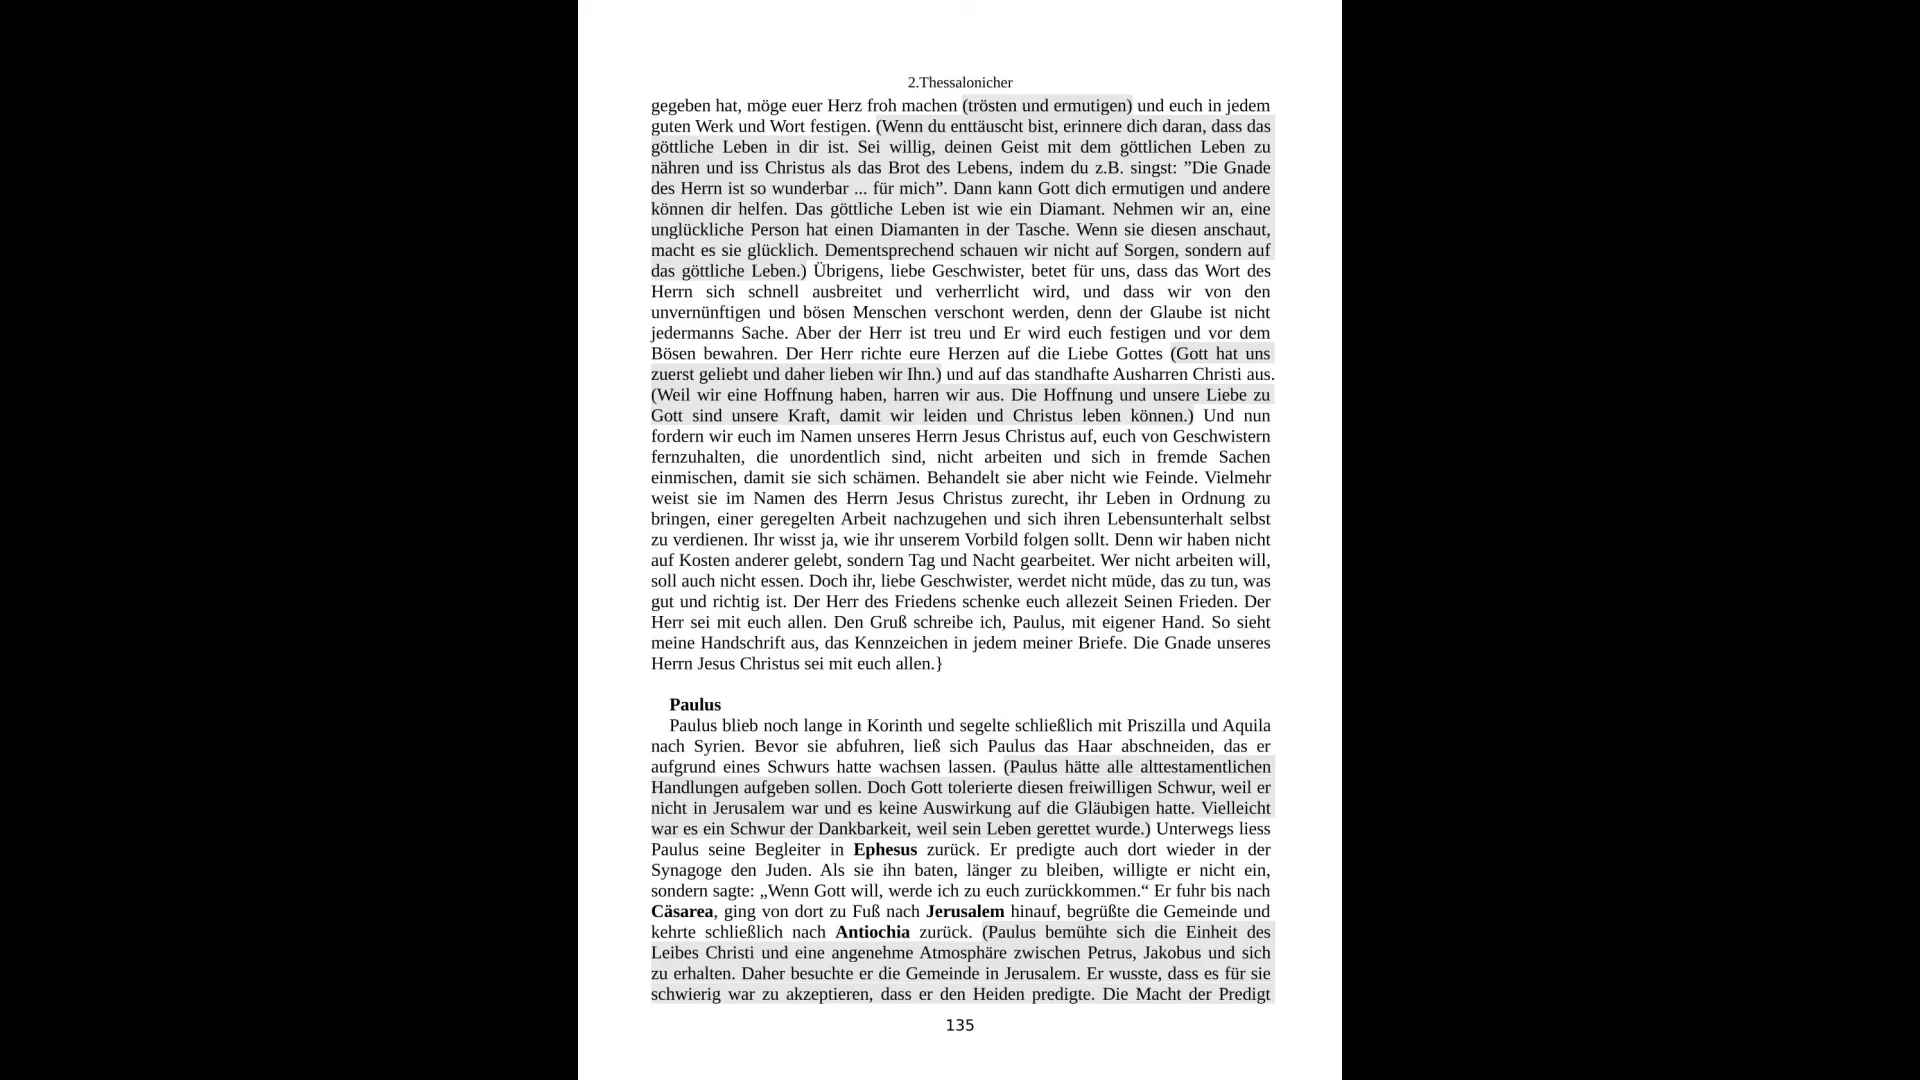 2.Thessalonicher
gegeben hat, möge euer Herz froh machen (trösten und ermutigen) und euch in jedem
guten Werk und Wort festigen. (Wenn du enttäuscht bist, erinnere dich daran, dass das
göttliche Leben in dir ist. Sei willig, deinen Geist mit dem göttlichen Leben zu
nähren und iss Christus als das Brot des Lebens, indem du z.B. singst: ”Die Gnade
des Herrn ist so wunderbar ... für mich”. Dann kann Gott dich ermutigen und andere
können dir helfen. Das göttliche Leben ist wie ein Diamant. Nehmen wir an, eine
unglückliche Person hat einen Diamanten in der Tasche. Wenn sie diesen anschaut,
macht es sie glücklich. Dementsprechend schauen wir nicht auf Sorgen, sondern auf
das göttliche Leben.) Übrigens, liebe Geschwister, betet für uns, dass das Wort des
Herrn sich schnell ausbreitet und verherrlicht wird, und dass wir von den
unvernünftigen und bösen Menschen verschont werden, denn der Glaube ist nicht
jedermanns Sache. Aber der Herr ist treu und Er wird euch festigen und vor dem
Bösen bewahren. Der Herr richte eure Herzen auf die Liebe Gottes (Gott hat uns
zuerst geliebt und daher lieben wir Ihn.) und auf das standhafte Ausharren Christi aus.
(Weil wir eine Hoffnung haben, harren wir aus. Die Hoffnung und unsere Liebe zu
Gott sind unsere Kraft, damit wir leiden und Christus leben können.) Und nun
fordern wir euch im Namen unseres Herrn Jesus Christus auf, euch von Geschwistern
fernzuhalten, die unordentlich sind, nicht arbeiten und sich in fremde Sachen
einmischen, damit sie sich schämen. Behandelt sie aber nicht wie Feinde. Vielmehr
weist sie im Namen des Herrn Jesus Christus zurecht, ihr Leben in Ordnung zu
bringen, einer geregelten Arbeit nachzugehen und sich ihren Lebensunterhalt selbst
zu verdienen. Ihr wisst ja, wie ihr unserem Vorbild folgen sollt. Denn wir haben nicht
auf Kosten anderer gelebt, sondern Tag und Nacht gearbeitet. Wer nicht arbeiten will,
soll auch nicht essen. Doch ihr, liebe Geschwister, werdet nicht müde, das zu tun, was
gut und richtig ist. Der Herr des Friedens schenke euch allezeit Seinen Frieden. Der
Herr sei mit euch allen. Den Gruß schreibe ich, Paulus, mit eigener Hand. So sieht
meine Handschrift aus, das Kennzeichen in jedem meiner Briefe. Die Gnade unseres
Herrn Jesus Christus sei mit euch allen.}
Paulus
Paulus blieb noch lange in Korinth und segelte schließlich mit Priszilla und Aquila
nach Syrien. Bevor sie abfuhren, ließ sich Paulus das Haar abschneiden, das er
aufgrund eines Schwurs hatte wachsen lassen. (Paulus hätte alle alttestamentlichen
Handlungen aufgeben sollen. Doch Gott tolerierte diesen freiwilligen Schwur, weil er
nicht in Jerusalem war und es keine Auswirkung auf die Gläubigen hatte. Vielleicht
war es ein Schwur der Dankbarkeit, weil sein Leben gerettet wurde.) Unterwegs liess
Paulus seine Begleiter in Ephesus zurück. Er predigte auch dort wieder in der
Synagoge den Juden. Als sie ihn baten, länger zu bleiben, willigte er nicht ein,
sondern sagte: „Wenn Gott will, werde ich zu euch zurückkommen.“ Er fuhr bis nach
Cäsarea, ging von dort zu Fuß nach Jerusalem hinauf, begrüßte die Gemeinde und
kehrte schließlich nach Antiochia zurück. (Paulus bemühte sich die Einheit des
Leibes Christi und eine angenehme Atmosphäre zwischen Petrus, Jakobus und sich
zu erhalten. Daher besuchte er die Gemeinde in Jerusalem. Er wusste, dass es für sie
schwierig war zu akzeptieren, dass er den Heiden predigte. Die Macht der Predigt
135